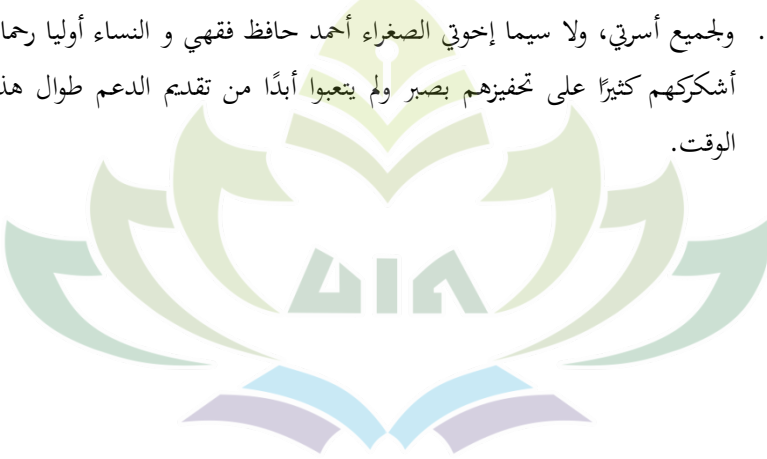 . ولجميع أسرتي، ولا سيما إخوتي الصغراء أحمد حافظ فقهي و النساء أوليا رحما
أشكركهم كثيرًا على تحفيزهم بصبر ولم يتعبوا أبدًا من تقديم الدعم طوال هذ
الوقت.